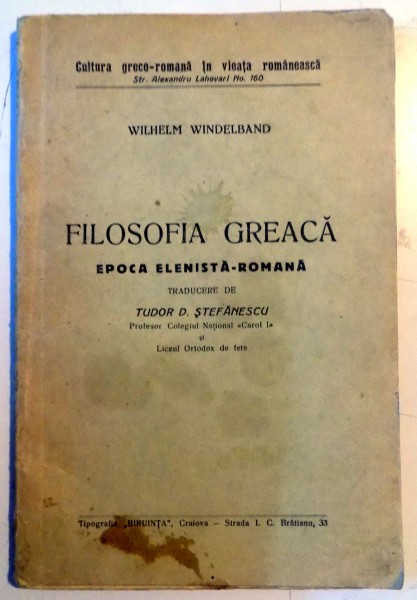 Cultura greco-romană în vieața românească
Str. Alexandru Lahovari No. 160
WILHELM WINDELBAND
FILOSOFIA GREACĂ
EPOCA ELENISTĂ-ROMANĂ
TRADUCERE DE
TUDOR D. ŞTEFĂNESCU
Profesor Colegiul Naţional «Carol I»
şi
Liceul Ortodox de fete
Tipografia „BIRUINŢA", Craiova — Strada I. C. Brătianu, 33